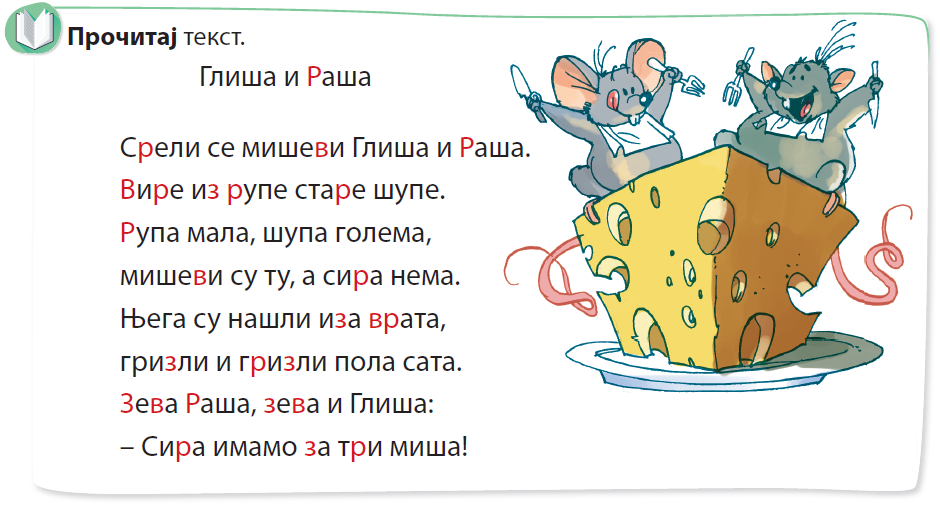 Прочитај текст.
Глиша и Раша
Срели се мишеви Глиша и Раша.
Вире из рупе старе шупе.
Рупа мала, шупа голема,
мишеви су ту, а сира нема.
Њега су нашли иза врата,
гризли и гризли пола сата.
Зева Раша, зева и Глиша:
– Сира имамо за три миша!